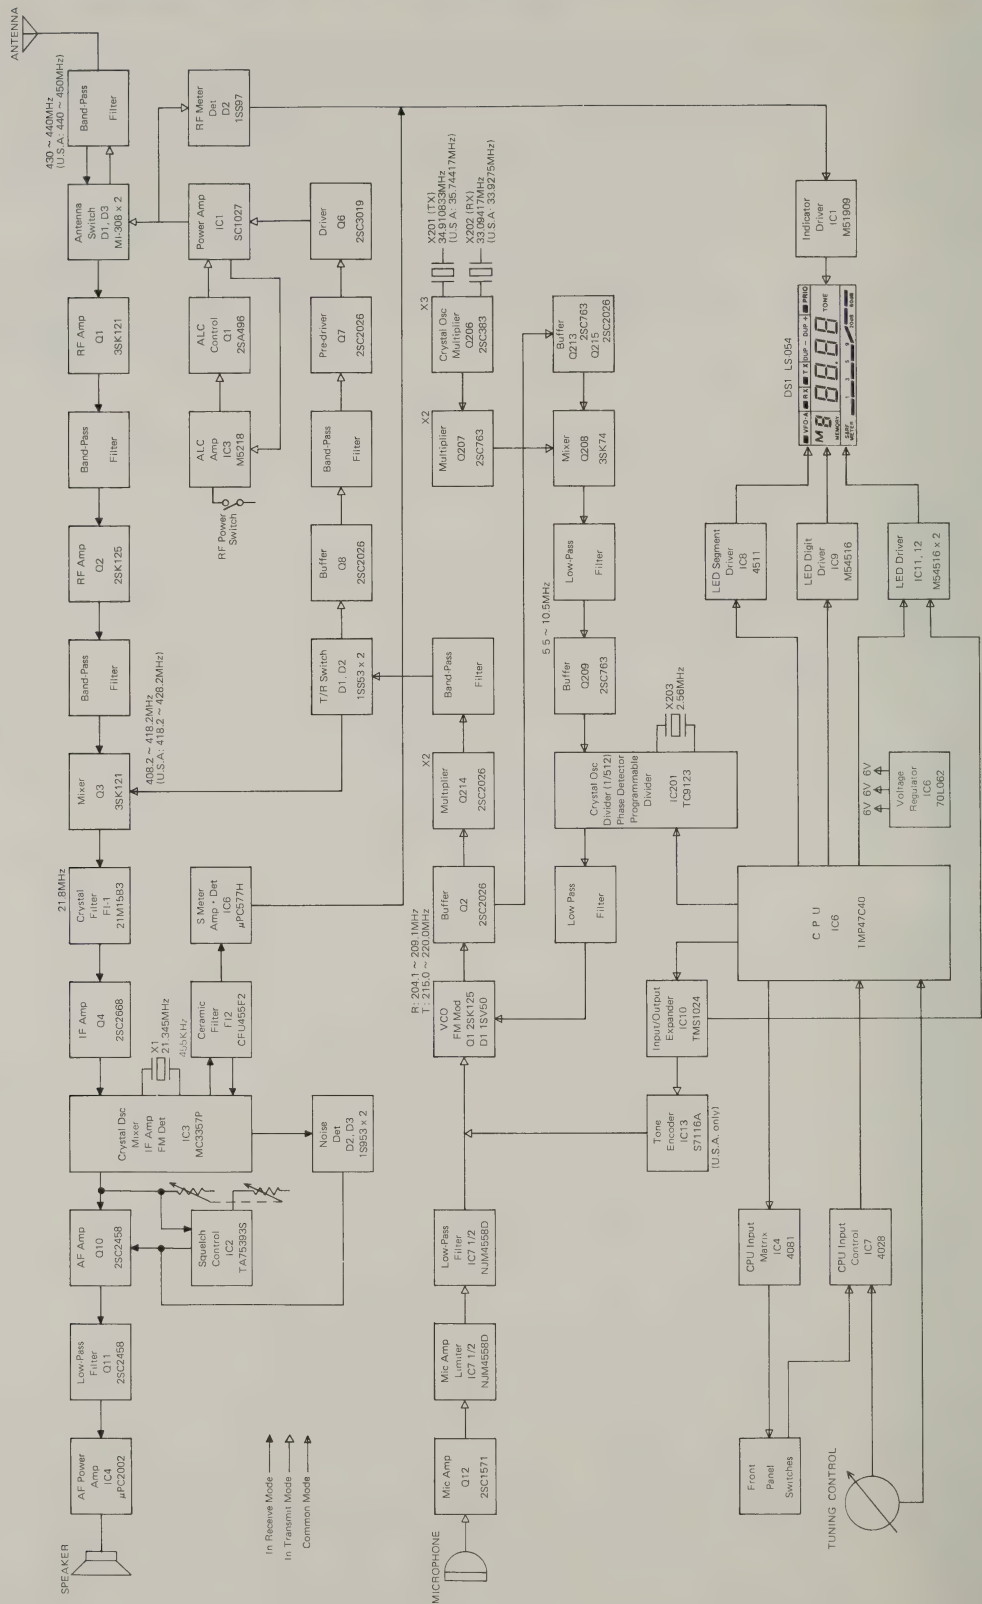 ANTENNA
430 ~ 440MHz
(U.S.A: 440 ~ 450MHz)
Band-Pass
Filter
Antenna
Switch
D1, D3
MI-308 x 2
RF Amp
Q1
3SK121
Band-Pass
Filter
RF Amp
Q2
2SK125
Band-Pass
Filter
408.2 ~ 418.2MHz
(U.S.A: 418.2 ~ 428.2MHz)
Mixer
Q3
3SK121
21.8MHz
Crystal
Filter
FI-1
21M15B3
IF Amp
Q4
2SC2668
Crystal Osc
Mixer
IF Amp
FM Det
IC3
MC3357P
X1
21.345MHz
455KHz
AF Amp
Q10
2SC2458
Low-Pass
Filter
Q11
2SC2458
AF Power
Amp
IC4
µPC2002
SPEAKER
RF Meter
Det
D2
1SS97
Power Amp
IC1
SC1027
ALC
Control
Q1
2SA496
ALC
Amp
IC3
M5218
RF Power
Switch
S Meter
Amp • Det
IC6
µPC577H
Ceramic
Filter
FI2
CFU455F2
Noise
Det
D2, D3
1S953 x 2
Squelch
Control
IC2
TA75393S
Driver
Q6
2SC3019
Pre-driver
Q7
2SC2026
Band-Pass
Filter
Buffer
Q8
2SC2026
T/R Switch
D1, D2
1SS53 x 2
In Receive Mode
In Transmit Mode
Common Mode
X201 (TX)
34.910833MHz
(U.S.A: 35.74417MHz)
X202 (RX)
33.09417MHz
(U.S.A: 33.9275MHz)
X3
Crystal Osc
Multiplier
Q206
2SC383
X2
Multiplier
Q207
2SC763
Band-Pass
Filter
X2
Multiplier
Q214
2SC2026
Buffer
Q2
2SC2026
R: 204.1 ~ 209.1MHz
T: 215.0 ~ 220.0MHz
VCO
FM Mod
Q1 2SK125
D1 1SV50
Low-Pass
Filter
IC7 1/2
NJM4558D
Mic Amp
Limiter
IC7 1/2
NJM4558D
Mic Amp
Q12
2SC1571
MICROPHONE
Buffer
Q213 2SC763
Q215
2SC2026
Mixer
Q208
3SK74
Low-Pass
Filter
5.5 ~ 10.5MHz
Buffer
Q209
2SC763
Crystal Osc
Divider (1/512)
Phase Detector
Programmable
Divider
IC201
TC9123
X203
2.56MHz
Low Pass
Filter
Indicator
Driver
IC1
M51909
DS1 LS-054
VFO-A RX TX DUP - DUP + PRIO
M8 88.88
MEMORY
TONE
S&RF
METER
1 3 5 9 20dB 60dB
LED Segment
Driver
IC8
4511
LED Digit
Driver
IC9
M54516
LED Driver
IC11, 12
M54516 x 2
6V 6V 6V
Voltage
Regulator
IC6
70L062
C P U
IC6
TMP47C40
Input/Output
Expander
IC10
TMS1024
Tone
Encoder
IC13
S7116A
(U.S.A. only)
CPU Input
Matrix
IC4
4081
CPU Input
Control
IC7
4028
Front
Panel
Switches
TUNING CONTROL